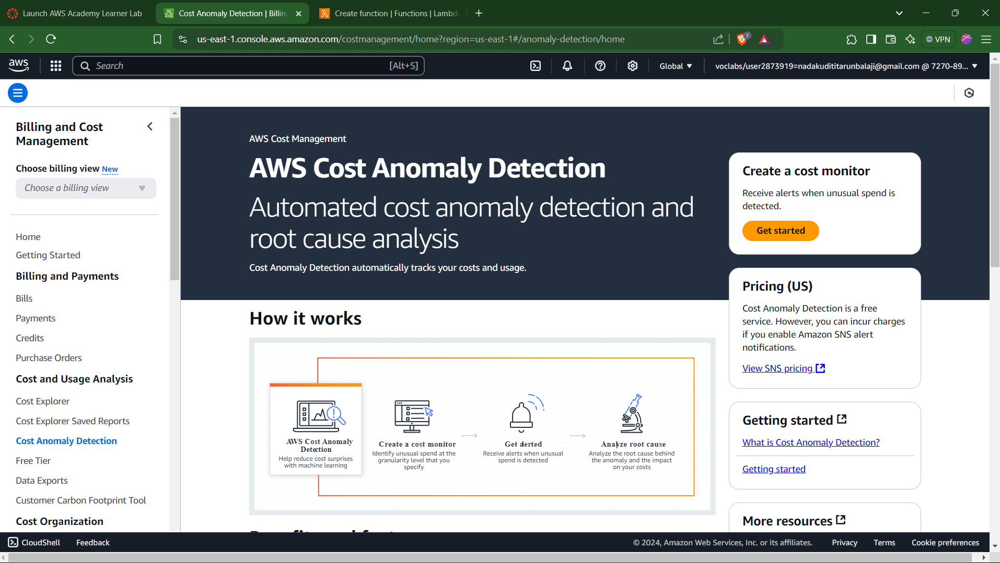 Launch AWS Academy Learner Lab
Cost Anomaly Detection | Billin
Create function | Functions | Lambd
us-east-1.console.aws.amazon.com/costmanagement/home?region=us-east-1#/anomaly-detection/home
7
VPN
aws
Search
[Alt+S]
Global
voclabs/user2873919=nadakudititarunbalaji@gmail.com @ 7270-89...
Billing and Cost
Management
Choose billing view New
Choose a billing view
Home
Getting Started
Billing and Payments
Bills
Payments
Credits
Purchase Orders
Cost and Usage Analysis
Cost Explorer
Cost Explorer Saved Reports
Cost Anomaly Detection
Free Tier
Data Exports
Customer Carbon Footprint Tool
Cost Organization
AWS Cost Management
AWS Cost Anomaly Detection
Automated cost anomaly detection and
root cause analysis
Cost Anomaly Detection automatically tracks your costs and usage.
Create a cost monitor
Receive alerts when unusual spend is
detected.
Get started
Pricing (US)
Cost Anomaly Detection is a free
service. However, you can incur charges
if you enable Amazon SNS alert
notifications.
View SNS pricing
Getting started
What is Cost Anomaly Detection?
Getting started
More resources
How it works
AWS Cost Anomaly
Detection
Help reduce cost surprises
with machine learning
Create a cost monitor
Identify unusual spend at the
granularity level that you
specify
Get alerted
Receive alerts when unusual
spend is detected
Analyze root cause
Analyze the root cause behind
the anomaly and the impact
on your costs
CloudShell
Feedback
© 2024, Amazon Web Services, Inc. or its affiliates.
Privacy
Terms
Cookie preferences